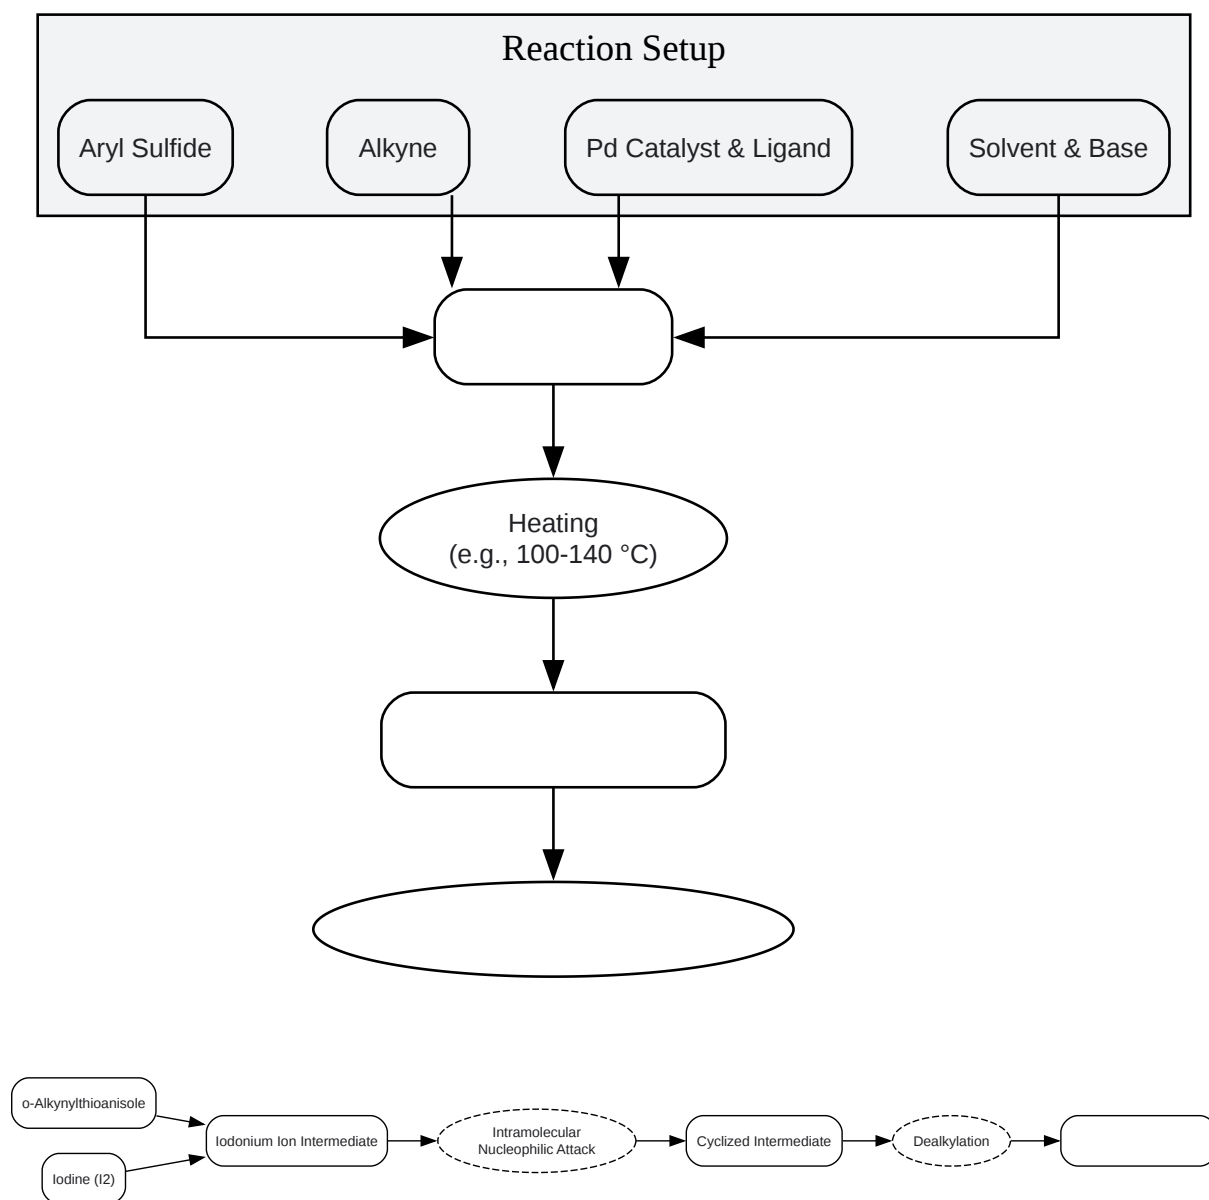 Reaction Setup
Aryl Sulfide
Alkyne
Pd Catalyst & Ligand
Solvent & Base
Heating
(e.g., 100-140 °C)
o-Alkynylthioanisole
Iodine (I2)
Iodonium Ion Intermediate
Intramolecular
Nucleophilic Attack
Cyclized Intermediate
Dealkylation